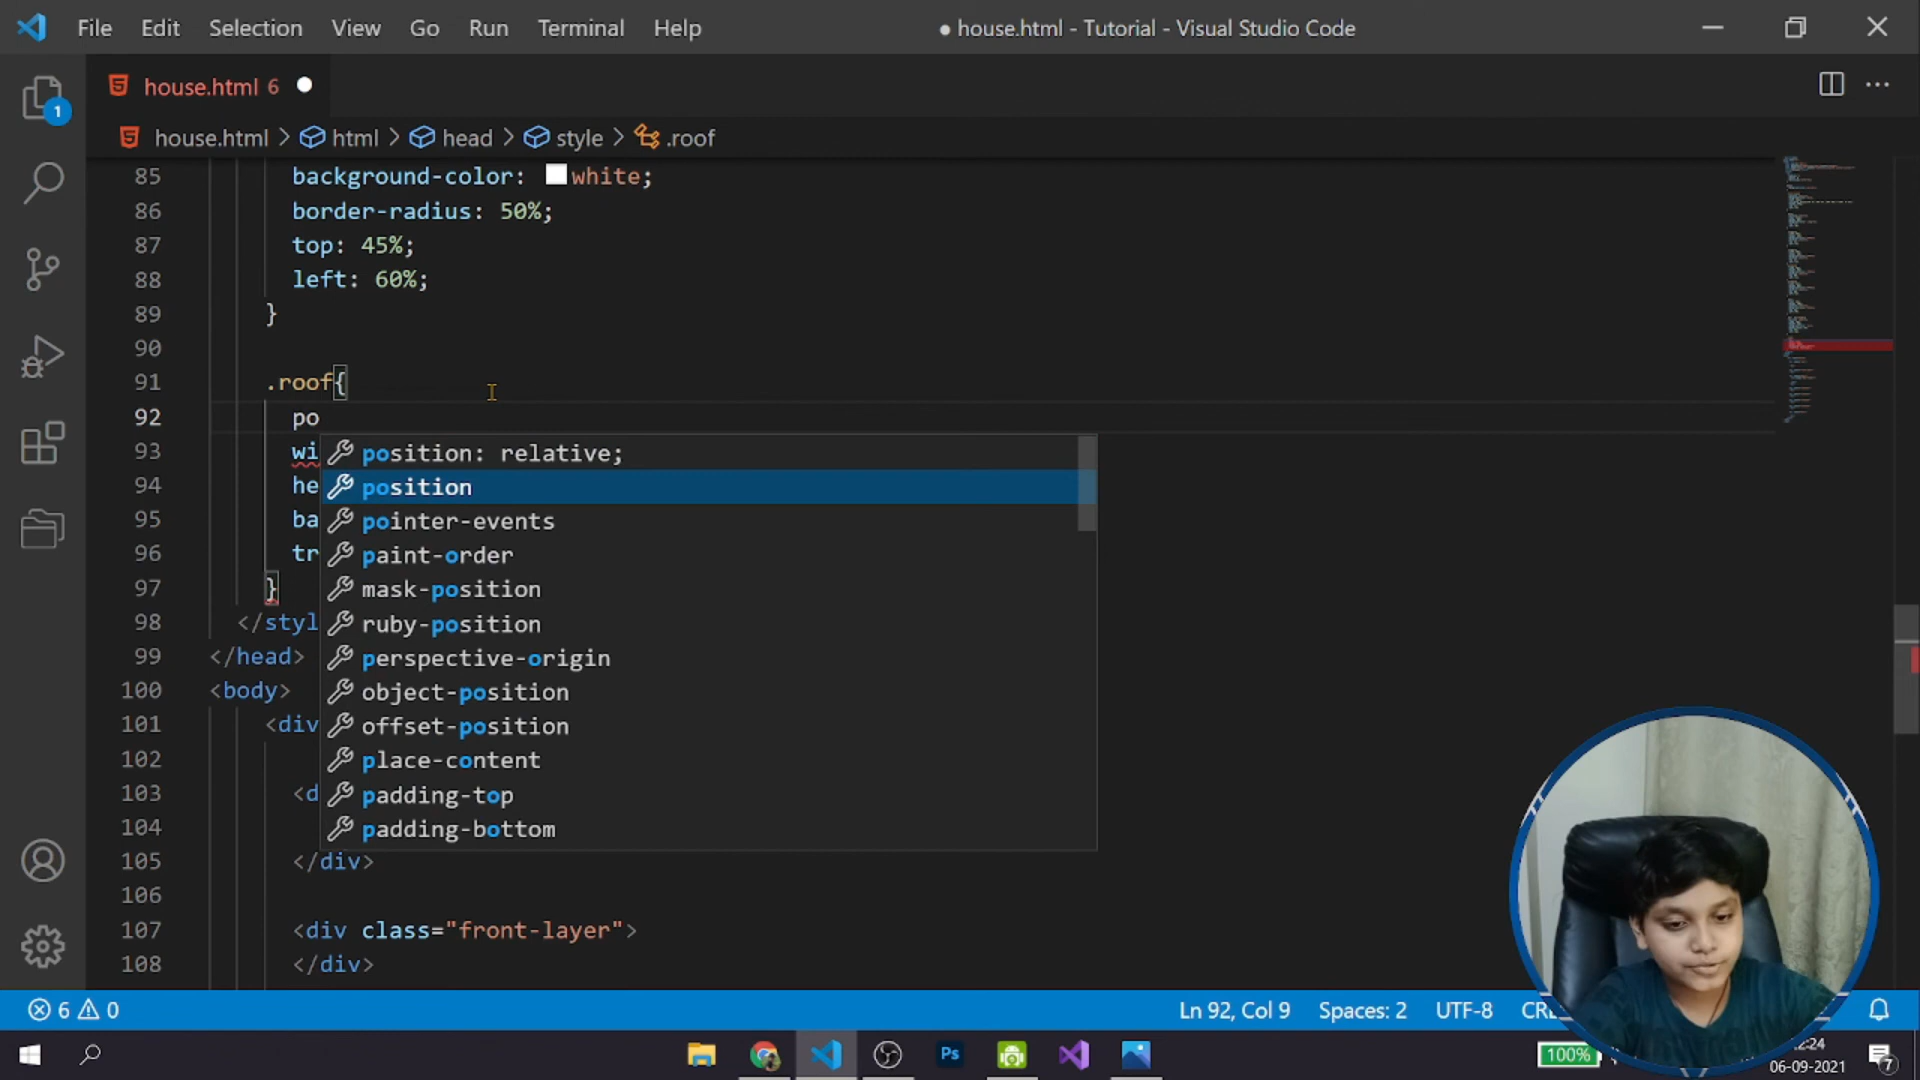 File Edit Selection View Go Run Terminal Help ● house.html - Tutorial - Visual Studio Code
house.html 6
1
house.html > html > head > style > .roof
85 background-color: white;
86 border-radius: 50%;
87 top: 45%;
88 left: 60%;
89 }
90
91 .roof{
92 po
93 wi position: relative;
94 he position
95 ba pointer-events
96 tr paint-order
97 } mask-position
98 </styl ruby-position
99 </head> perspective-origin
100 <body> object-position
101 <div offset-position
102 place-content
103 <d padding-top
104 padding-bottom
105 </div>
106
107 <div class="front-layer">
108 </div>
6 0 Ln 92, Col 9 Spaces: 2 UTF-8
Ps 100%
06-09-2021 7